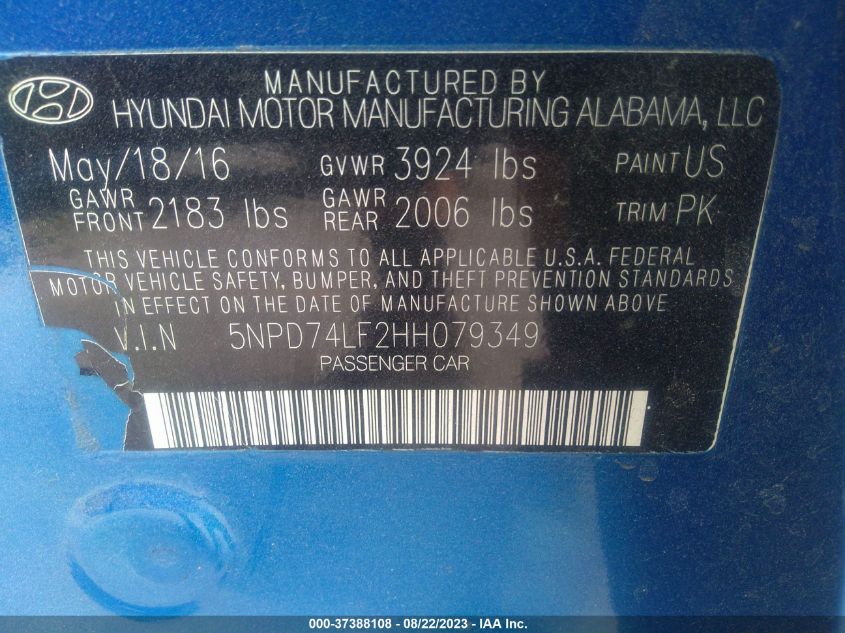 MANUFACTURED BY
HYUNDAI MOTOR MANUFACTURING ALABAMA, LLC
May/18/16 GVWR 3924 lbs PAINT US
GAWR FRONT 2183 lbs GAWR REAR 2006 lbs TRIM PK
THIS VEHICLE CONFORMS TO ALL APPLICABLE U.S.A. FEDERAL
MOTOR VEHICLE SAFETY, BUMPER, AND THEFT PREVENTION STANDARDS
IN EFFECT ON THE DATE OF MANUFACTURE SHOWN ABOVE
V.I.N 5NPD74LF2HH079349
PASSENGER CAR
000-37388108 - 08/22/2023 - IAA Inc.